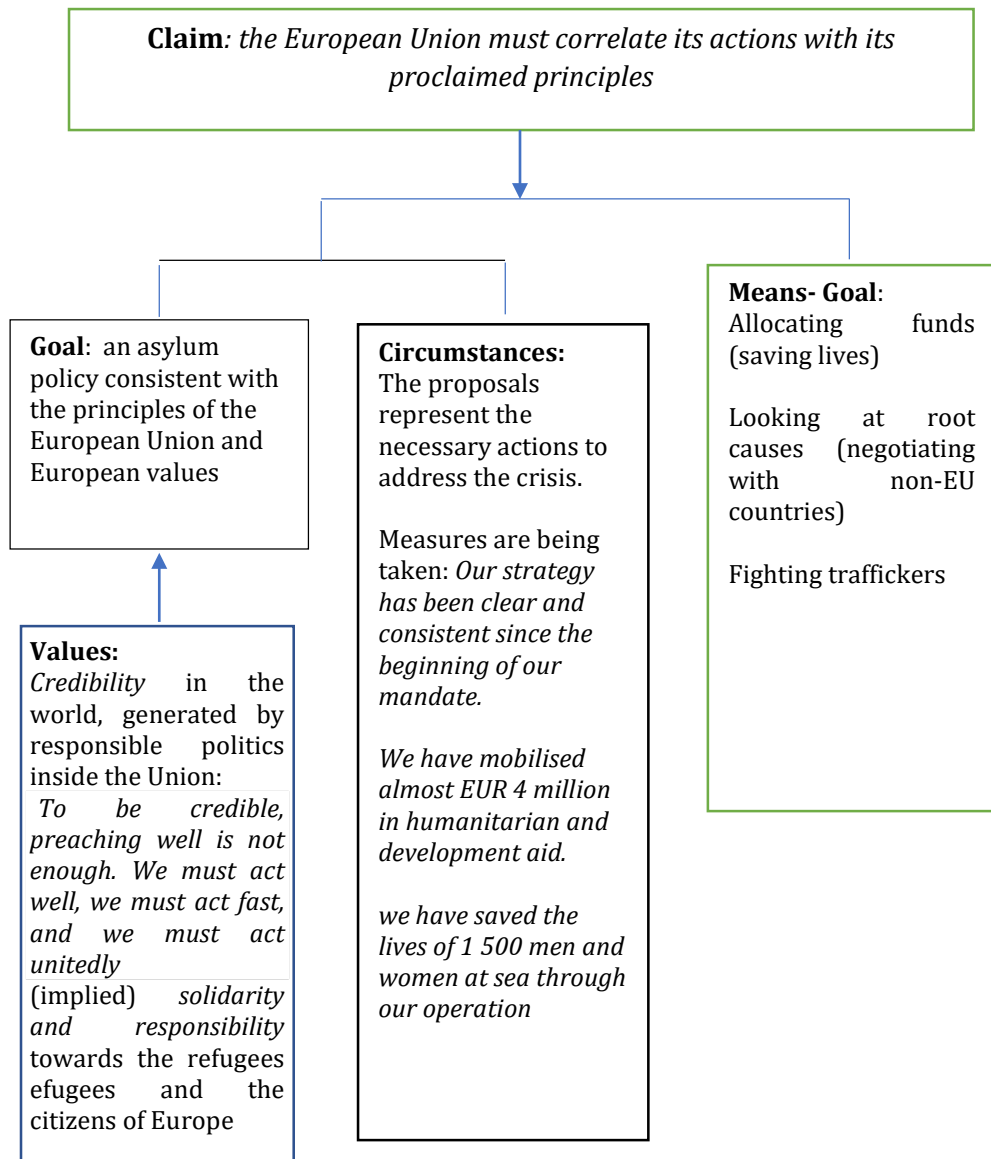 Claim: the European Union must correlate its actions with its
proclaimed principles
Goal: an asylum
policy consistent with
the principles of the
European Union and
European values
Values:
Credibility in the
world, generated by
responsible politics
inside the Union:
To be credible,
preaching well is not
enough. We must act
well, we must act fast,
and we must act
unitedly
(implied) solidarity
and responsibility
towards the refugees
efugees and the
citizens of Europe
Circumstances:
The proposals
represent the
necessary actions to
address the crisis.
Measures are being
taken: Our strategy
has been clear and
consistent since the
beginning of our
mandate.
We have mobilised
almost EUR 4 million
in humanitarian and
development aid.
we have saved the
lives of 1 500 men and
women at sea through
our operation
Means- Goal:
Allocating funds
(saving lives)
Looking at root
causes (negotiating
with non-EU
countries)
Fighting traffickers